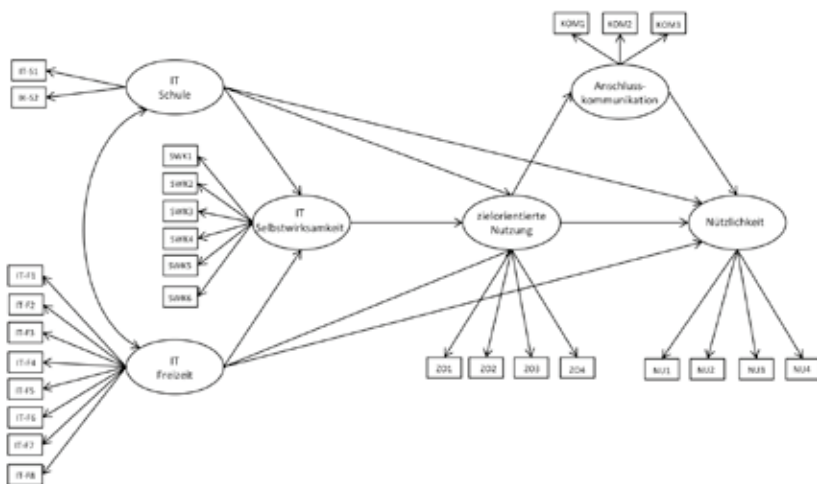 KOM1
KOM2
KOM3
Anschluss-
kommunikation
IT
Schule
IT-S1
IK-S2
SWK1
SWK2
SWK3
SWK4
SWK5
SWK6
IT
Selbstwirksamkeit
zielorientierte
Nutzung
Nützlichkeit
IT-F1
IT-F2
IT-F3
IT-F4
IT-F5
IT-F6
IT-F7
IT-F8
IT
Freizeit
ZO1
ZO2
ZO3
ZO4
NU1
NU2
NU3
NU4